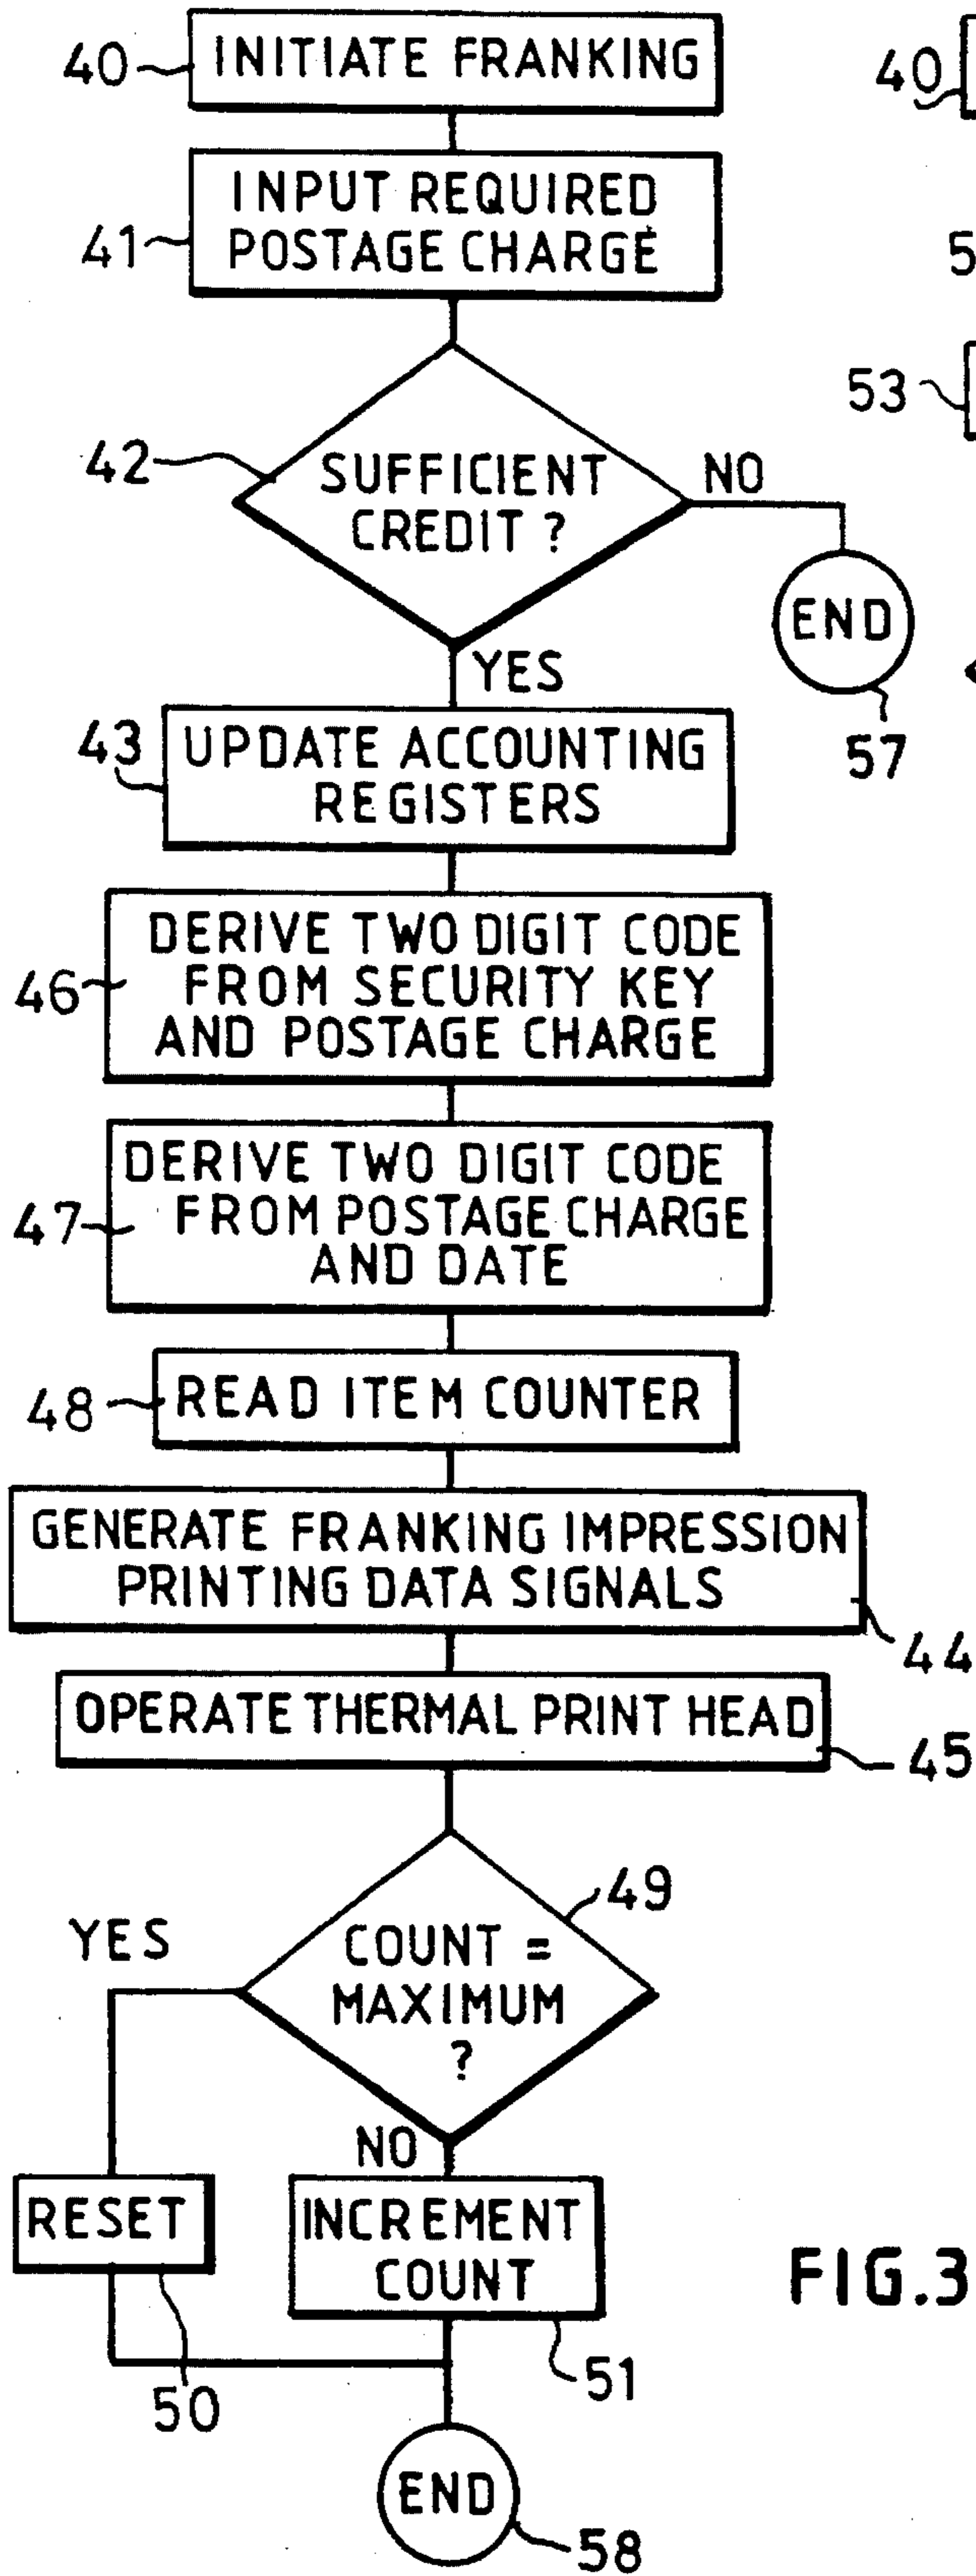 40 INITIATE FRANKING
41 INPUT REQUIRED
POSTAGE CHARGE
42 SUFFICIENT
CREDIT ?
NO
END
57
YES
43 UPDATE ACCOUNTING
REGISTERS
46 DERIVE TWO DIGIT CODE
FROM SECURITY KEY
AND POSTAGE CHARGE
47 DERIVE TWO DIGIT CODE
FROM POSTAGE CHARGE
AND DATE
48 READ ITEM COUNTER
GENERATE FRANKING IMPRESSION
PRINTING DATA SIGNALS
44
OPERATE THERMAL PRINT HEAD
45
49
COUNT =
MAXIMUM
?
YES
NO
RESET
50
INCREMENT
COUNT
51
END
58
FIG.3
40
5
53